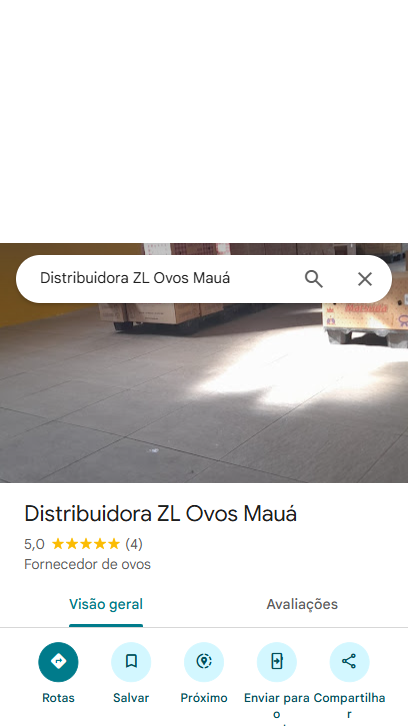 Distribuidora ZL Ovos Mauá
Distribuidora ZL Ovos Mauá
5,0 ★★★★★ (4)
Fornecedor de ovos
Visão geral
Avaliações
Rotas
Salvar
Próximo
Enviar para o
Compartilhar